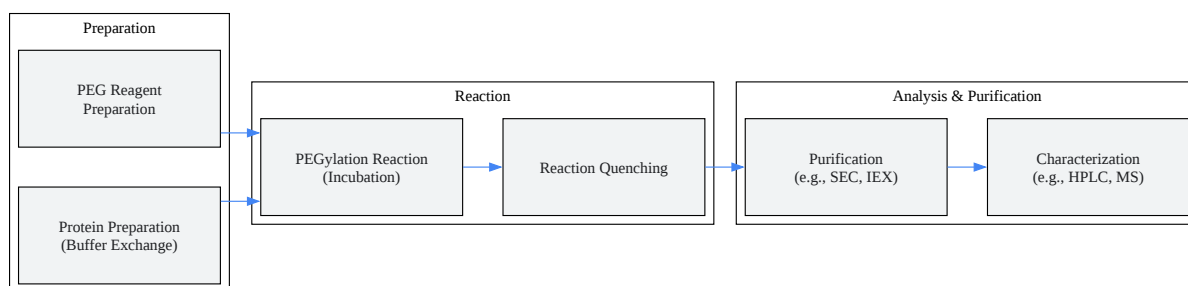 Preparation
PEG Reagent
Preparation
Protein Preparation
(Buffer Exchange)
Reaction
PEGylation Reaction
(Incubation)
Reaction Quenching
Analysis & Purification
Purification
(e.g., SEC, IEX)
Characterization
(e.g., HPLC, MS)